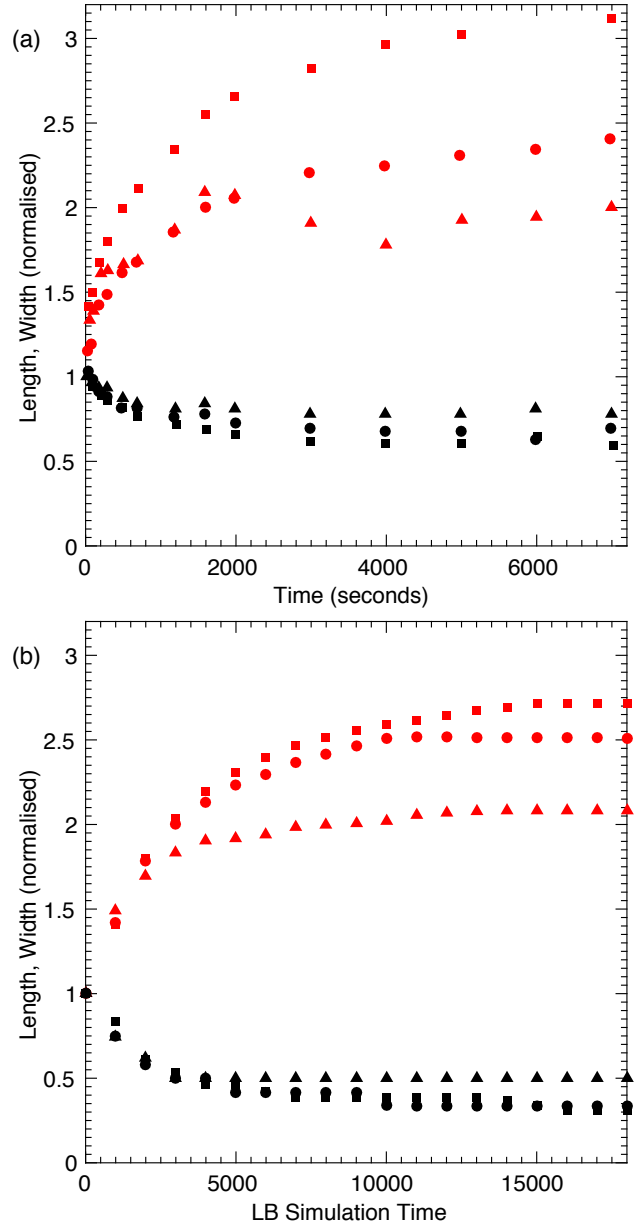 (a)
3
2.5
2
1.5
1
0.5
0
Length, Width (normalised)
0 2000 4000 6000
Time (seconds)
(b)
3
2.5
2
1.5
1
0.5
0
Length, Width (normalised)
0 5000 10000 15000
LB Simulation Time